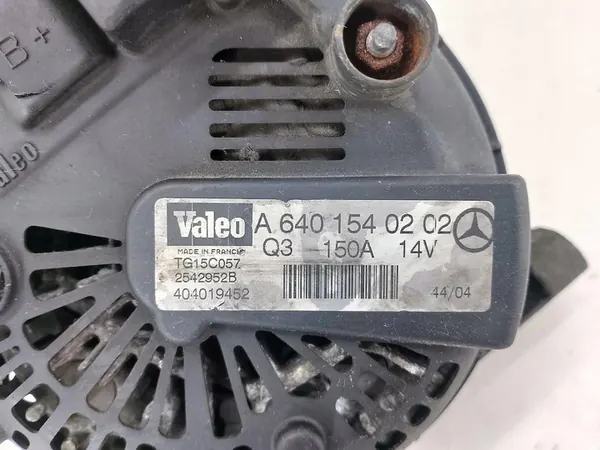 B+
Valeo
Valeo A 640 154 02 02
MADE IN FRANCE Q3 150A 14V
TG15C057
2542952B
404019452 44/04